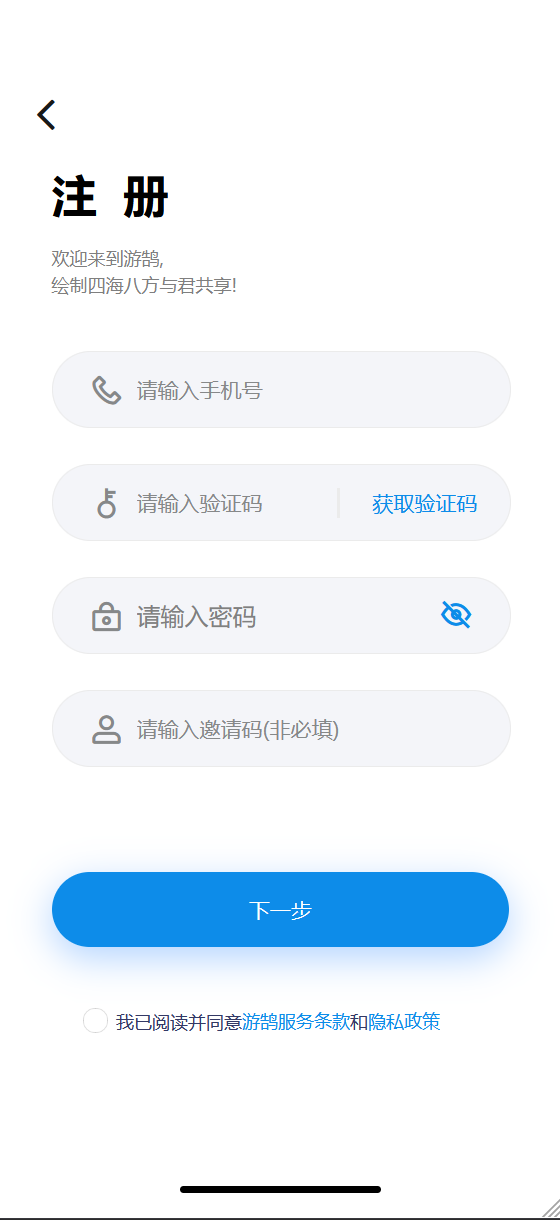 注 册
欢迎来到游鹄,
绘制四海八方与君共享!
请输入手机号
请输入验证码 获取验证码
请输入密码
请输入邀请码(非必填)
下一步
我已阅读并同意游鹄服务条款和隐私政策